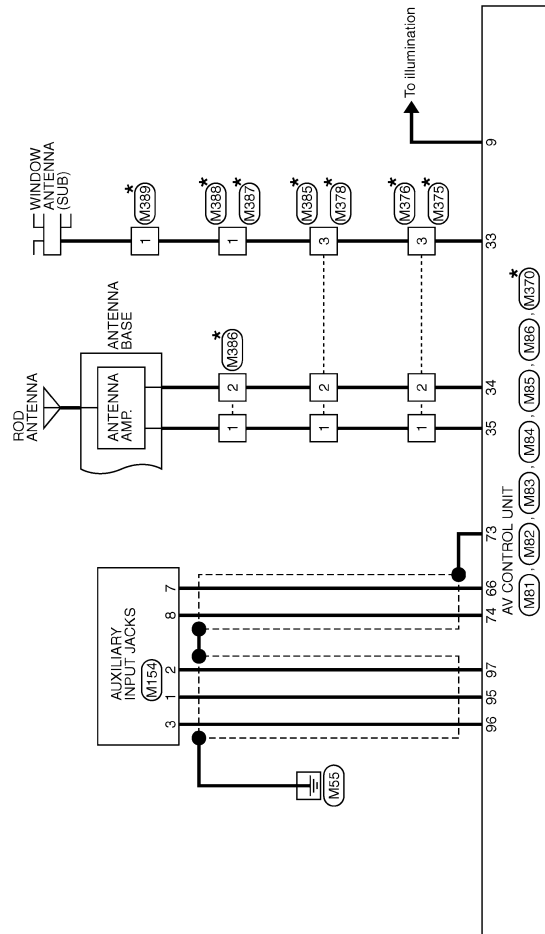 ROD
ANTENNA
WINDOW
ANTENNA
(SUB)
ANTENNA
BASE
ANTENNA
AMP.
*
M389
1
*
M386
1
2
1
*
M388
*
M387
1
2
3
*
M385
*
M378
1
2
3
*
M376
*
M375
To illumination
AUXILIARY
INPUT JACKS
M154
3
1
2
8
7
M55
96
95
97
74
66
73
35
34
33
9
AV CONTROL UNIT
M81 , M82 , M83 , M84 , M85 , M86 , M370
*